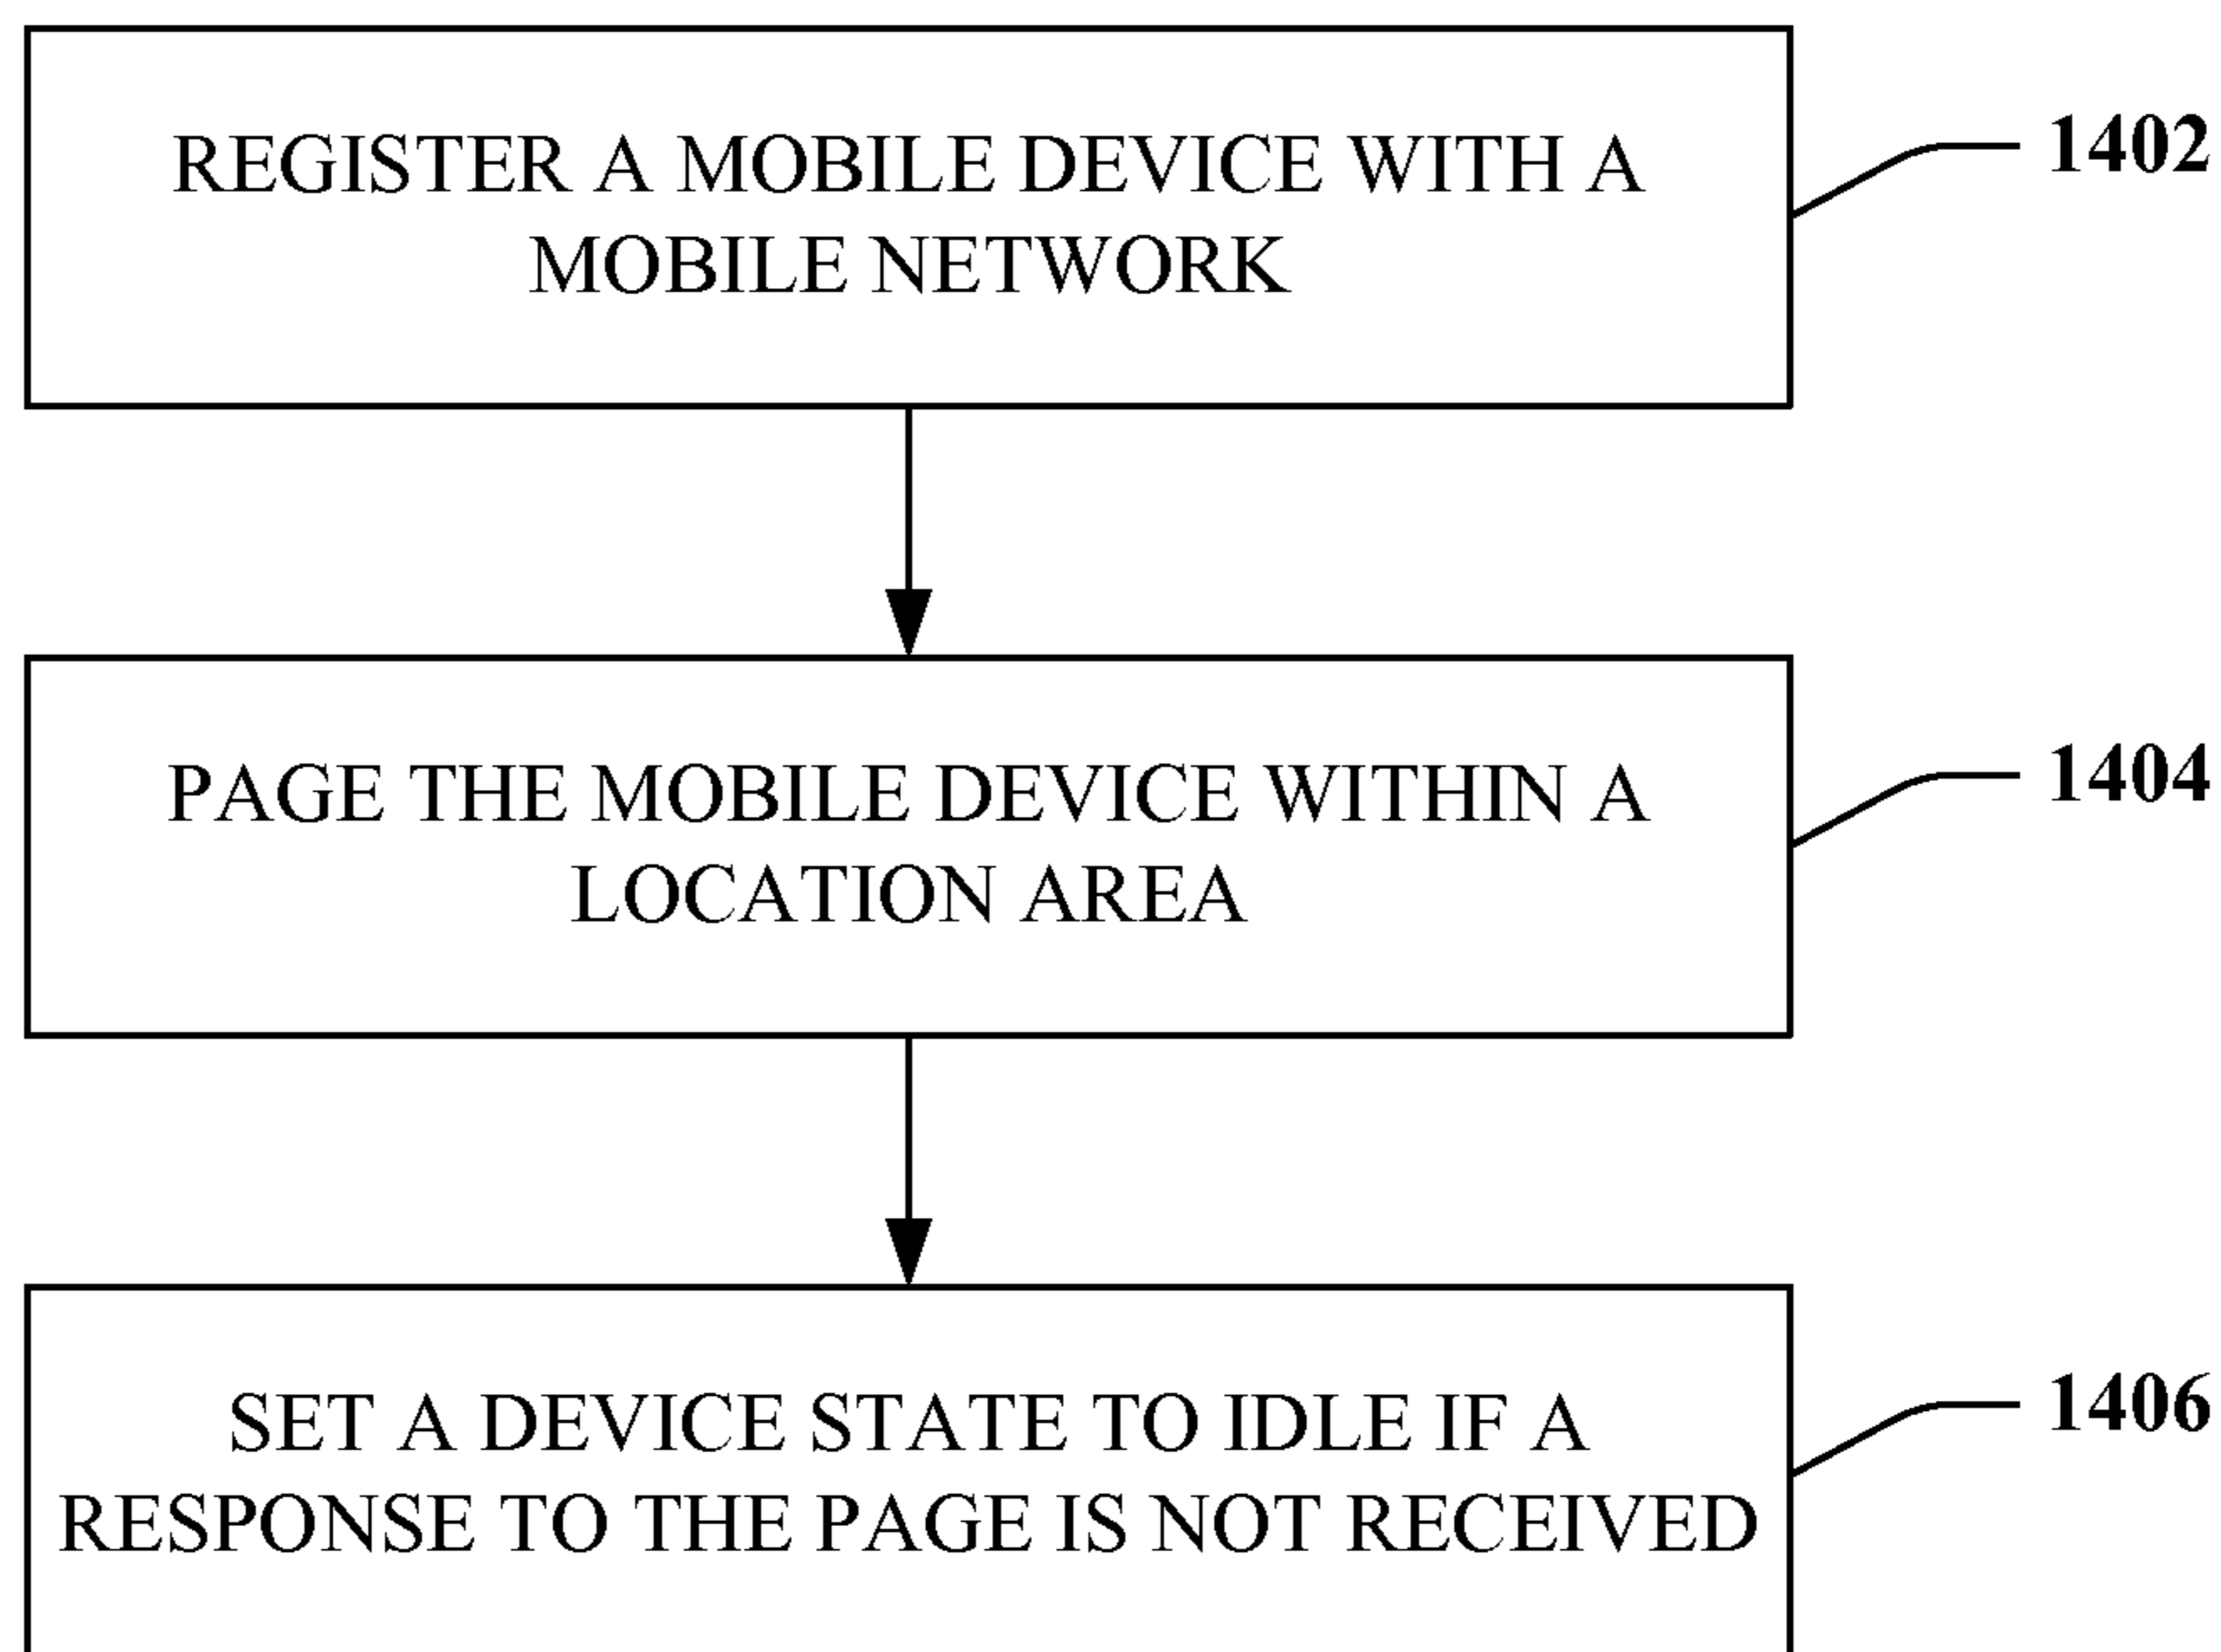 REGISTER A MOBILE DEVICE WITH A
MOBILE NETWORK
1402
PAGE THE MOBILE DEVICE WITHIN A
LOCATION AREA
1404
SET A DEVICE STATE TO IDLE IF A
RESPONSE TO THE PAGE IS NOT RECEIVED
1406